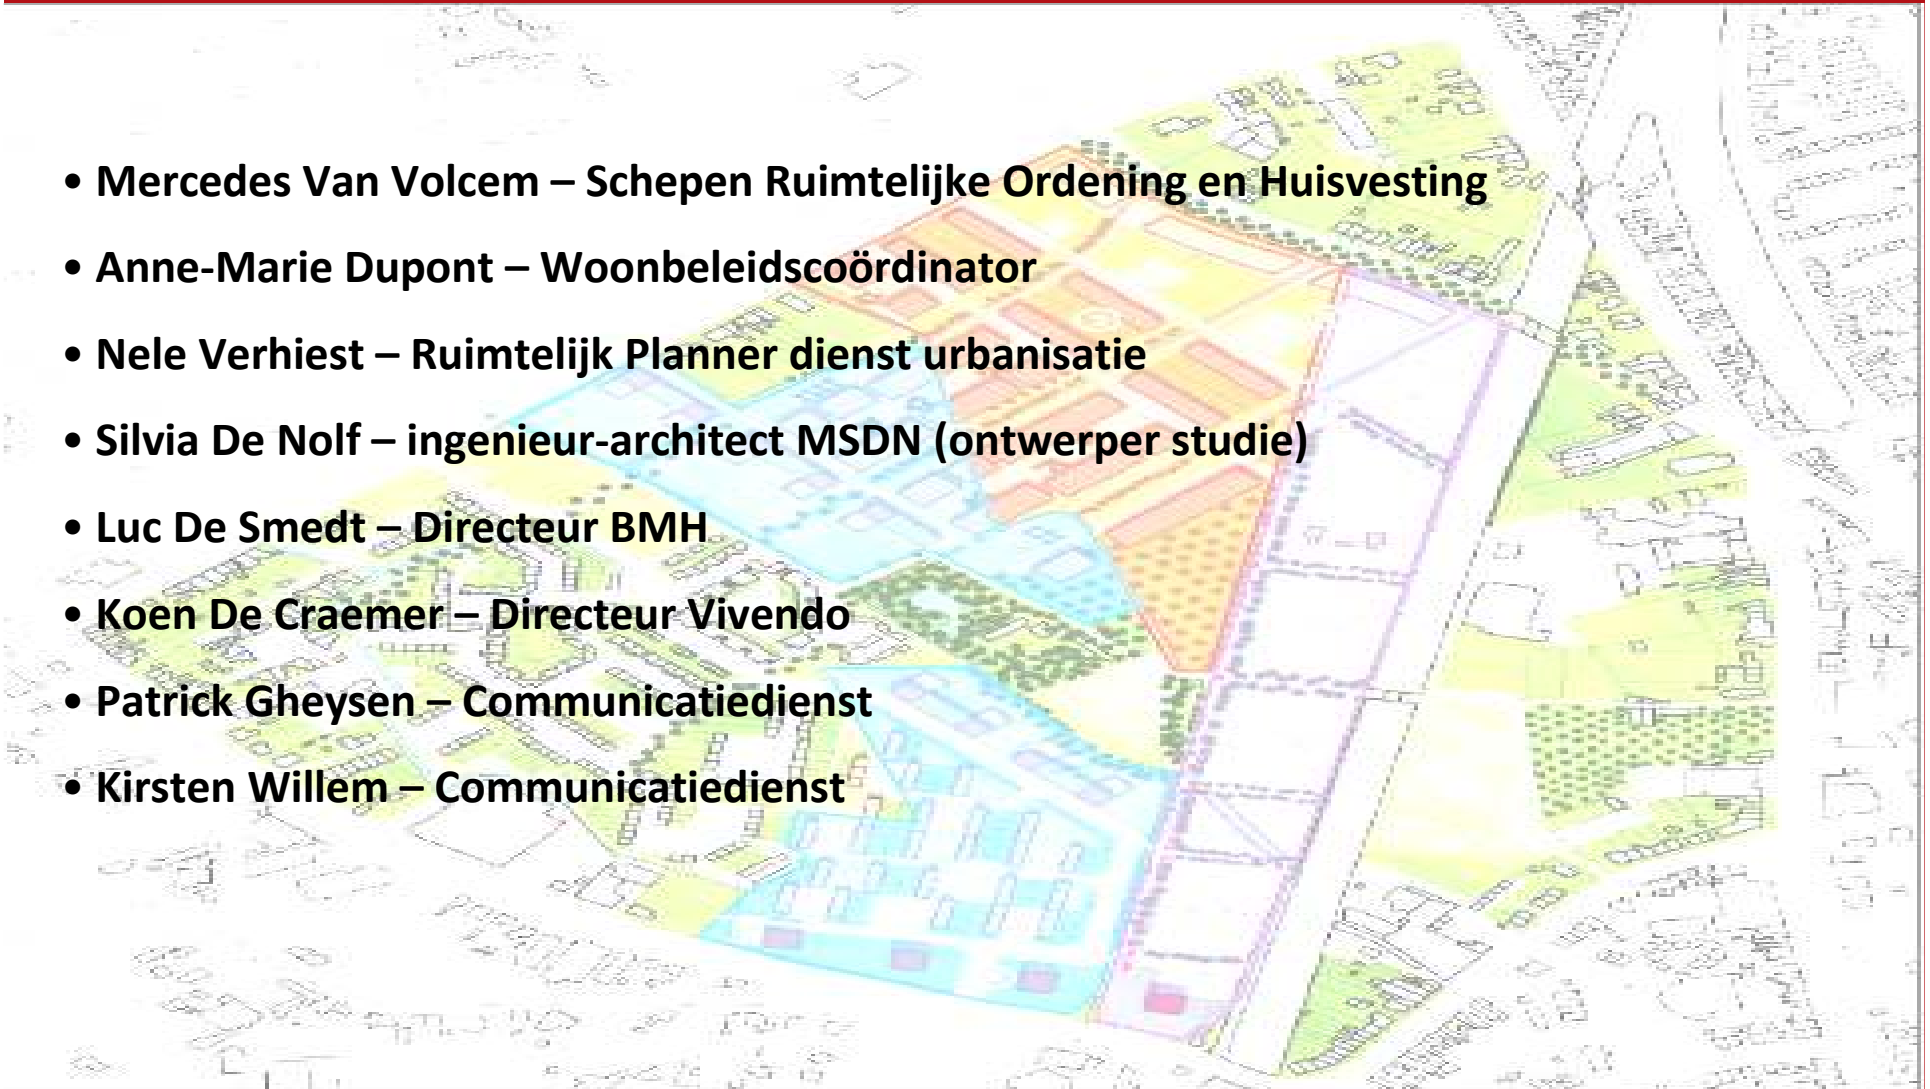 • Mercedes Van Volcem – Schepen Ruimtelijke Ordening en Huisvesting
• Anne-Marie Dupont – Woonbeleidscoördinator
• Nele Verhiest – Ruimtelijk Planner dienst urbanisatie
• Silvia De Nolf – ingenieur-architect MSDN (ontwerper studie)
• Luc De Smedt – Directeur BMH
• Koen De Craemer – Directeur Vivendo
• Patrick Gheysen – Communicatiedienst
• Kirsten Willem – Communicatiedienst